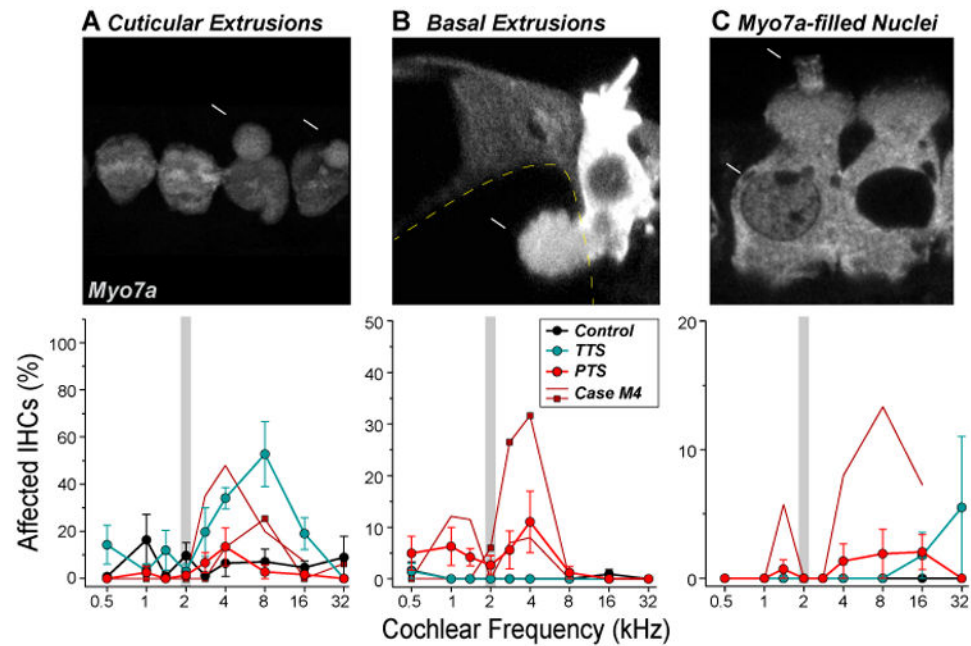 A Cuticular Extrusions
B Basal Extrusions
C Myo7a-filled Nuclei
Myo7a
Affected IHCs (%)
100
80
60
40
20
0
0.5 1 2 4 8 16 32
50
40
30
20
10
0
0.5 1 2 4 8 16 32
Control
TTS
PTS
Case M4
20
10
0
0.5 1 2 4 8 16 32
Cochlear Frequency (kHz)